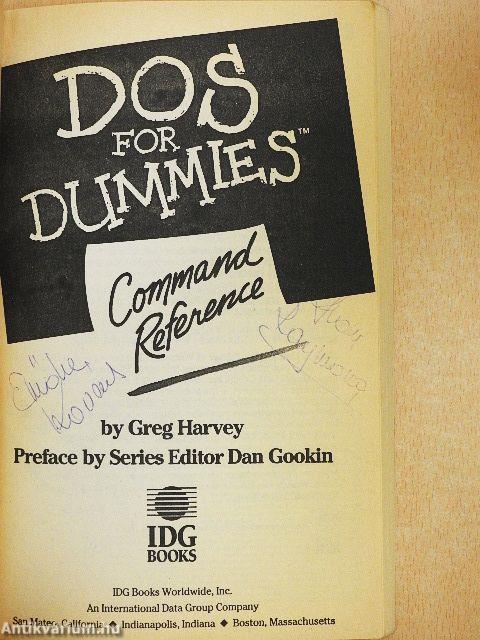 DOS
FOR
DUMMIES™
Command
Reference
by Greg Harvey
Preface by Series Editor Dan Gookin
IDG
BOOKS
IDG Books Worldwide, Inc.
An International Data Group Company
San Mateo, California ◆ Indianapolis, Indiana ◆ Boston, Massachusetts
Antikvarium.hu